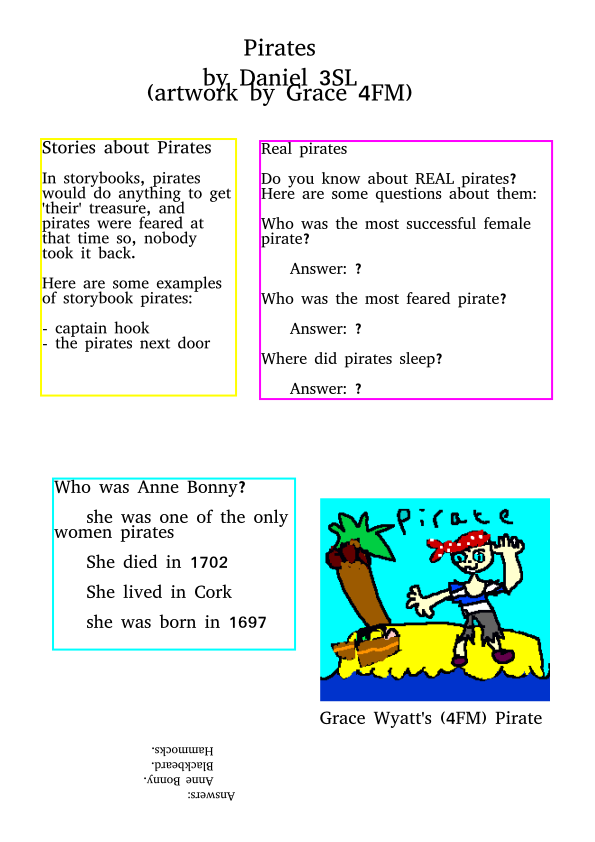 Pirates
by Daniel 3SL
(artwork by Grace 4FM)
Stories about Pirates
In storybooks, pirates
would do anything to get
'their' treasure, and
pirates were feared at
that time so, nobody
took it back.
Here are some examples
of storybook pirates:
- captain hook
- the pirates next door
Real pirates
Do you know about REAL pirates?
Here are some questions about them:
Who was the most successful female
pirate?
Answer: ?
Who was the most feared pirate?
Answer: ?
Where did pirates sleep?
Answer: ?
Who was Anne Bonny?
she was one of the only
women pirates
She died in 1702
She lived in Cork
she was born in 1697
Pirate
Grace Wyatt's (4FM) Pirate
Answers:
Anne Bonny.
Blackbeard.
Hammocks.